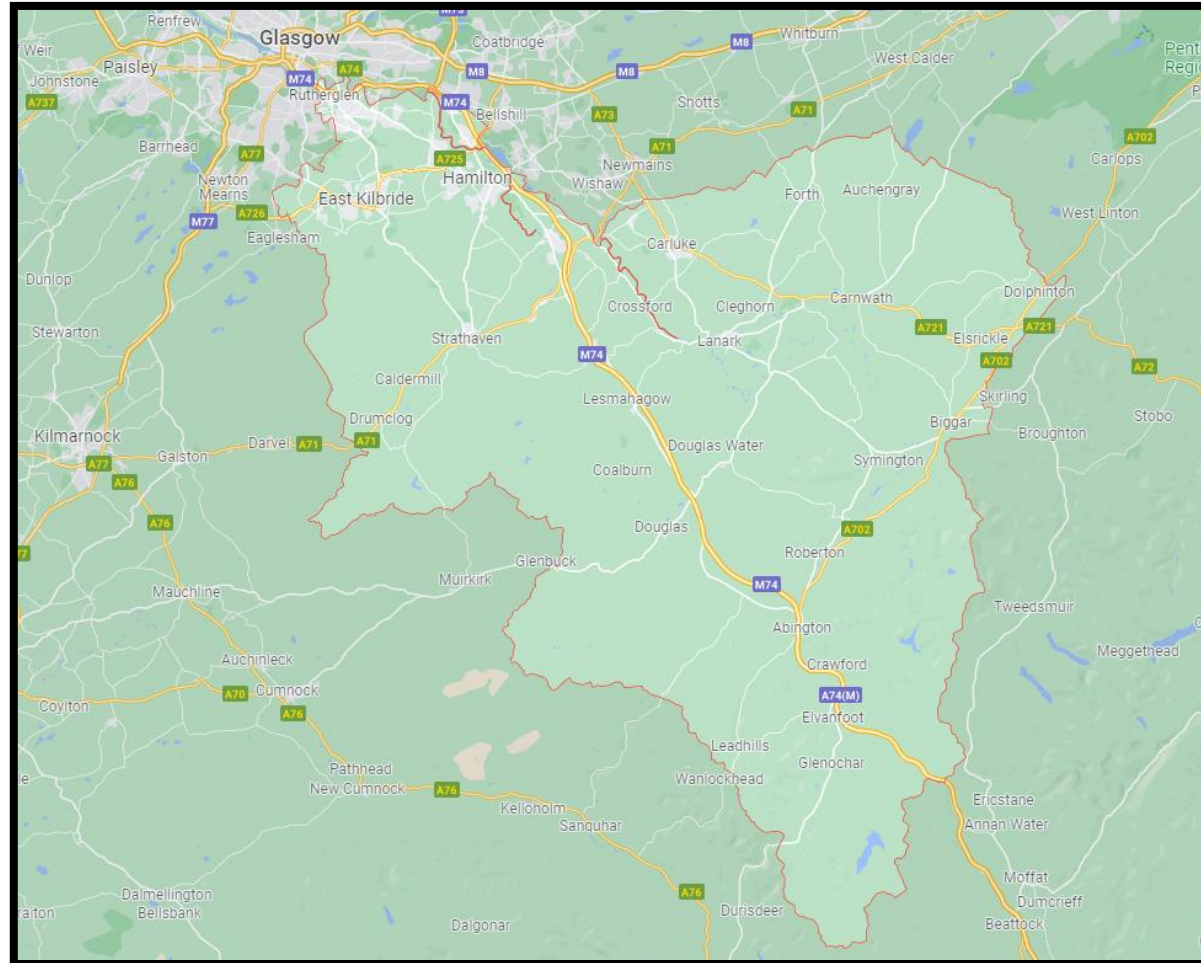 Renfrew
M73
Glasgow
Coatbridge
M8
Whitburn
Weir
Paisley
M74
A74
M8
M8
West Calder
Johnstone
Rutherglen
M74
Bellshill
Shotts
A71
A737
A73
A702
Barrhead
A77
A725
A71
Newmains
Carlops
Newton
Mearns
Hamilton
Wishaw
East Kilbride
Forth
Auchengray
M77
A726
West Linton
Eaglesham
Carluke
Dunlop
Crossford
Cleghorn
Carnwath
Dolphinton
Stewarton
Strathaven
Lanark
A721
A721
Elsrickle
M74
A702
A72
Caldermill
Lesmahagow
Skirling
Stobo
Drumclog
Biggar
Kilmarnock
Darvel
A71
A71
Broughton
Galston
Douglas Water
A77
Coalburn
Symington
A76
A76
Douglas
A702
Glenbuck
Roberton
Muirkirk
M74
Mauchline
Tweedsmuir
Abington
Meggethead
Auchinleck
Crawford
Cumnock
A70
A74(M)
Coylton
A76
Elvanfoot
Leadhills
Glenochar
Pathhead
Wanlockhead
New Cumnock
A76
Ericstane
Kelloholm
Sanquhar
Annan Water
Moffat
Dalmellington
A76
Dumcrieff
Bellsbank
Durisdeer
Beattock
Dalgonar